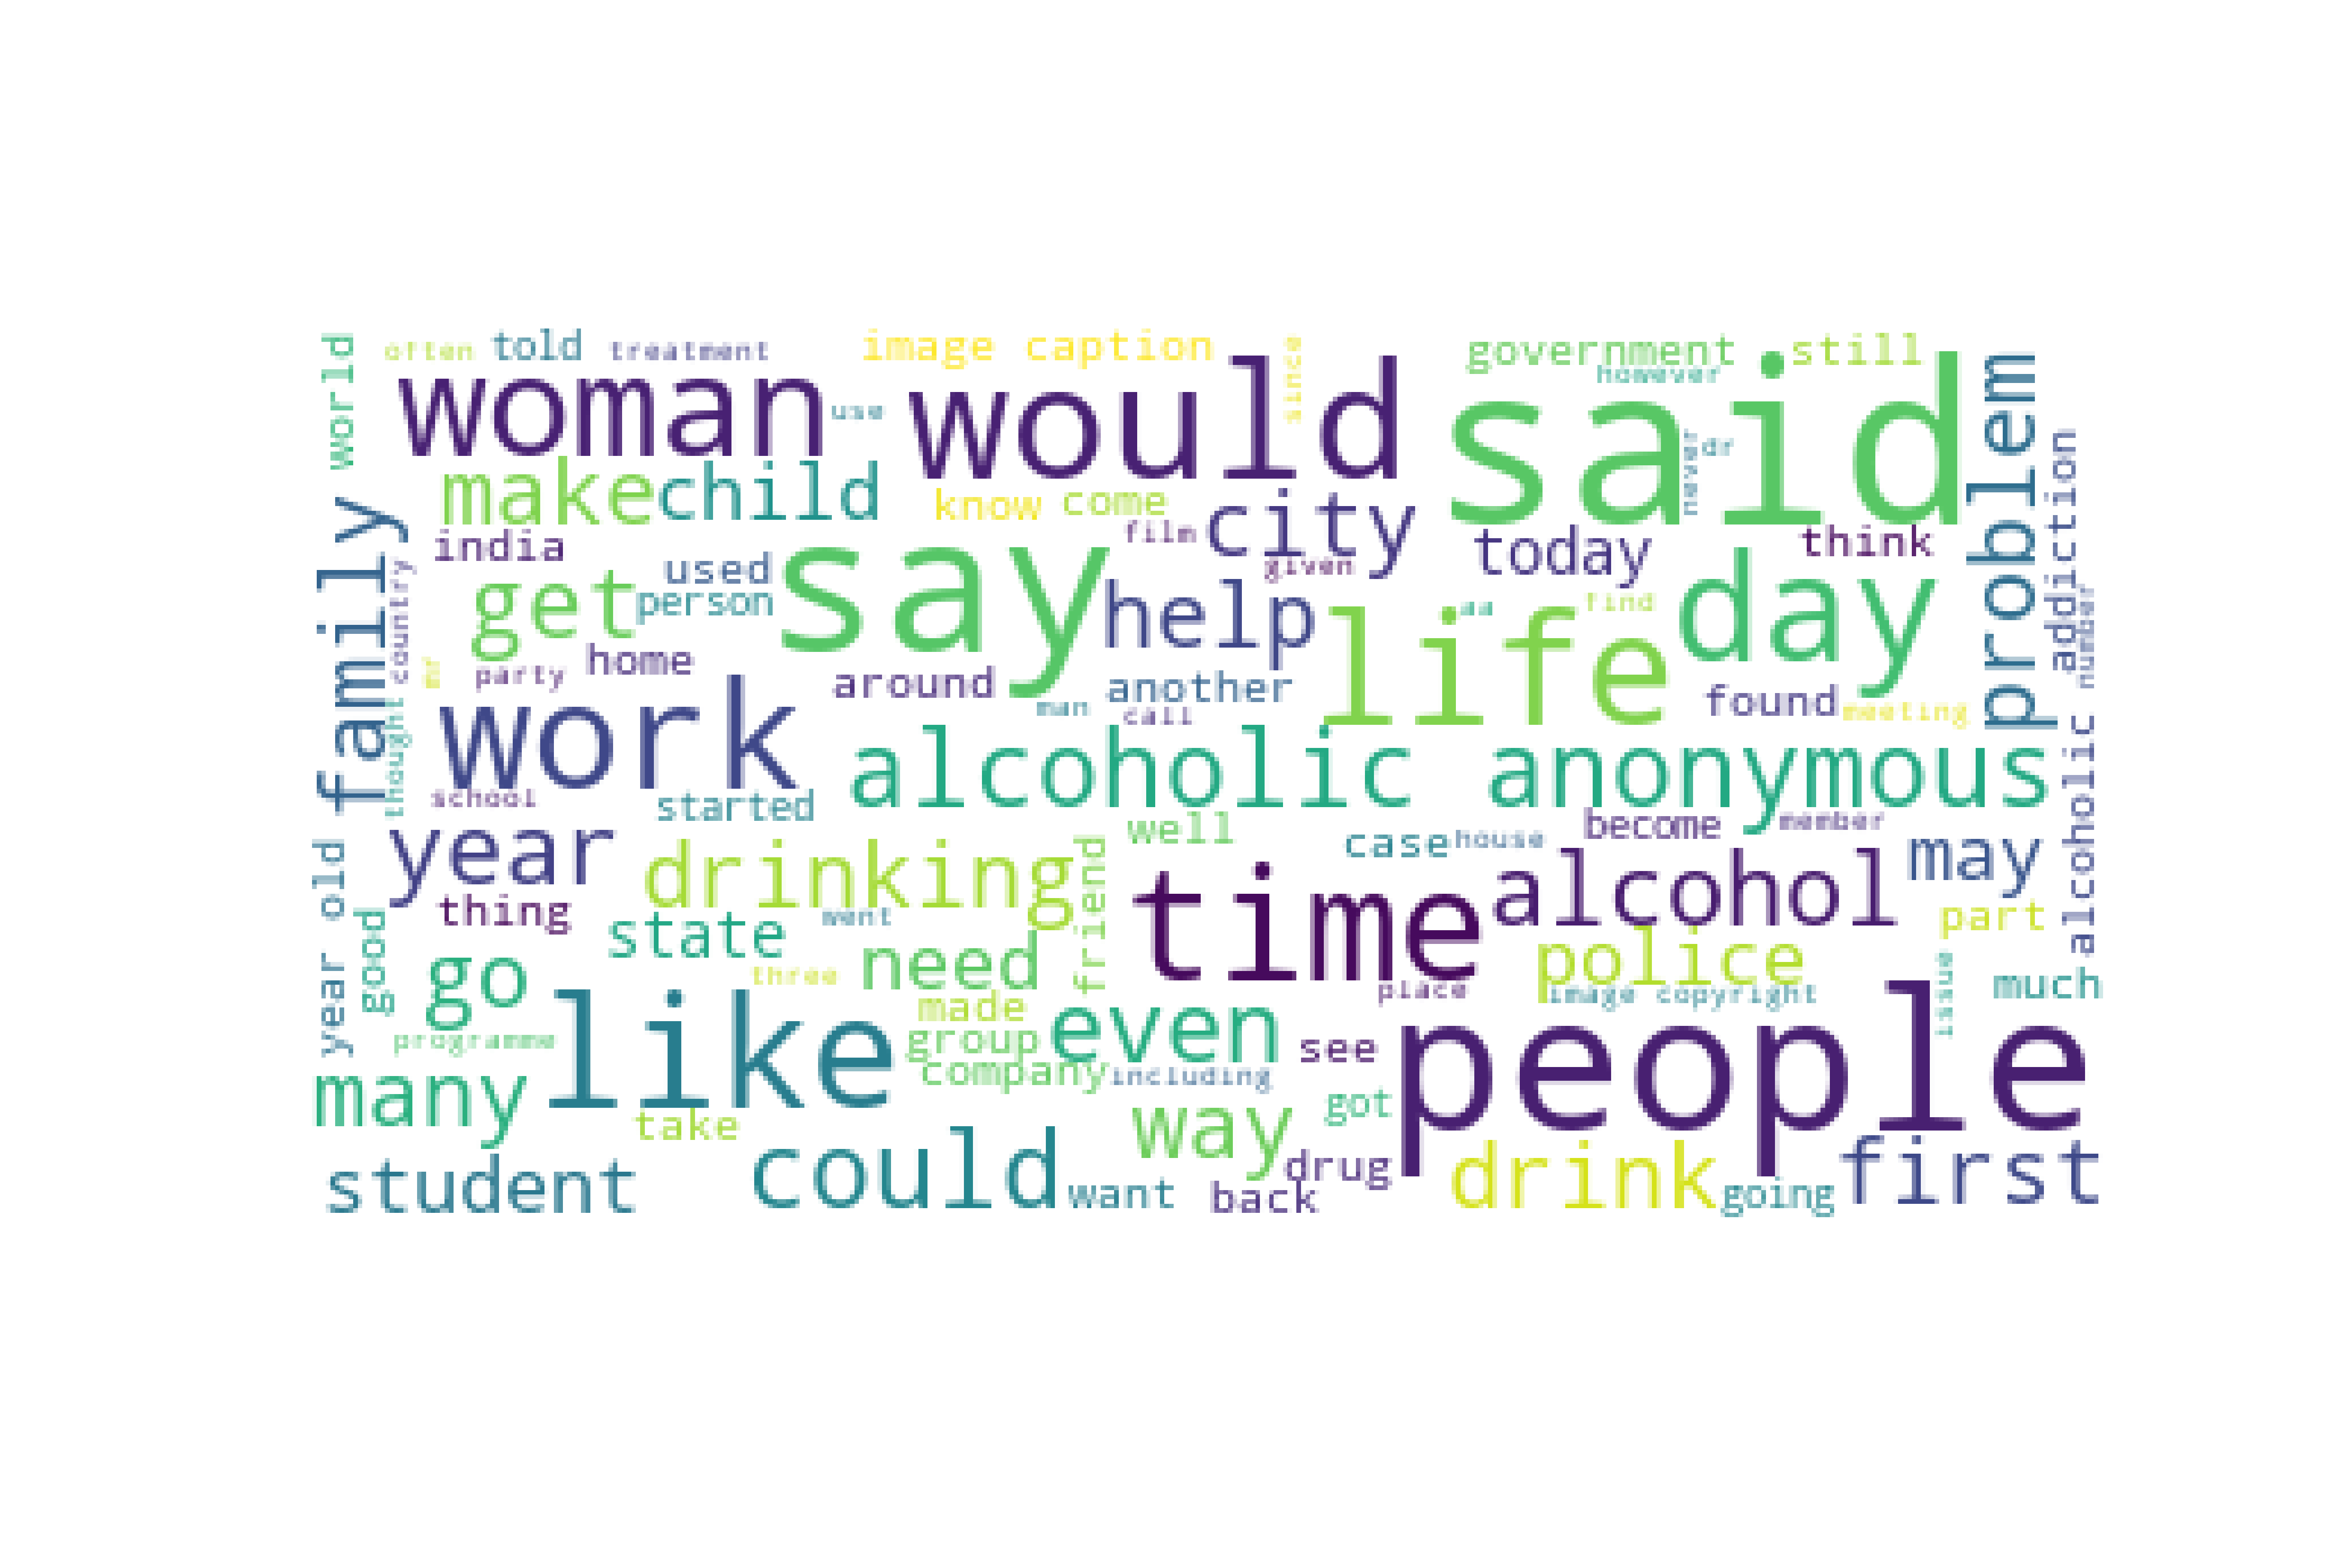 world
often told treatment
image caption
since
government still
however
woman
use
would
said
never
dr
problem
addiction
make child
know come
film
city
india
family
country
used
person
get
say
help
given
today
think
life
aa
find
day
number
home
party
around
another
man
call
found
meeting
work
thought
school
started
alcoholic anonymous
alcoholic
year
year old
drinking
well
friend
case house
become
member
may
thing
state
went
time
alcohol
part
good
go
three
need
place
police
image copyright
issue
much
programme
like
made
group
company
even
including
see
people
many
take
way
got
student
could
want
back
drug
drink
going
first